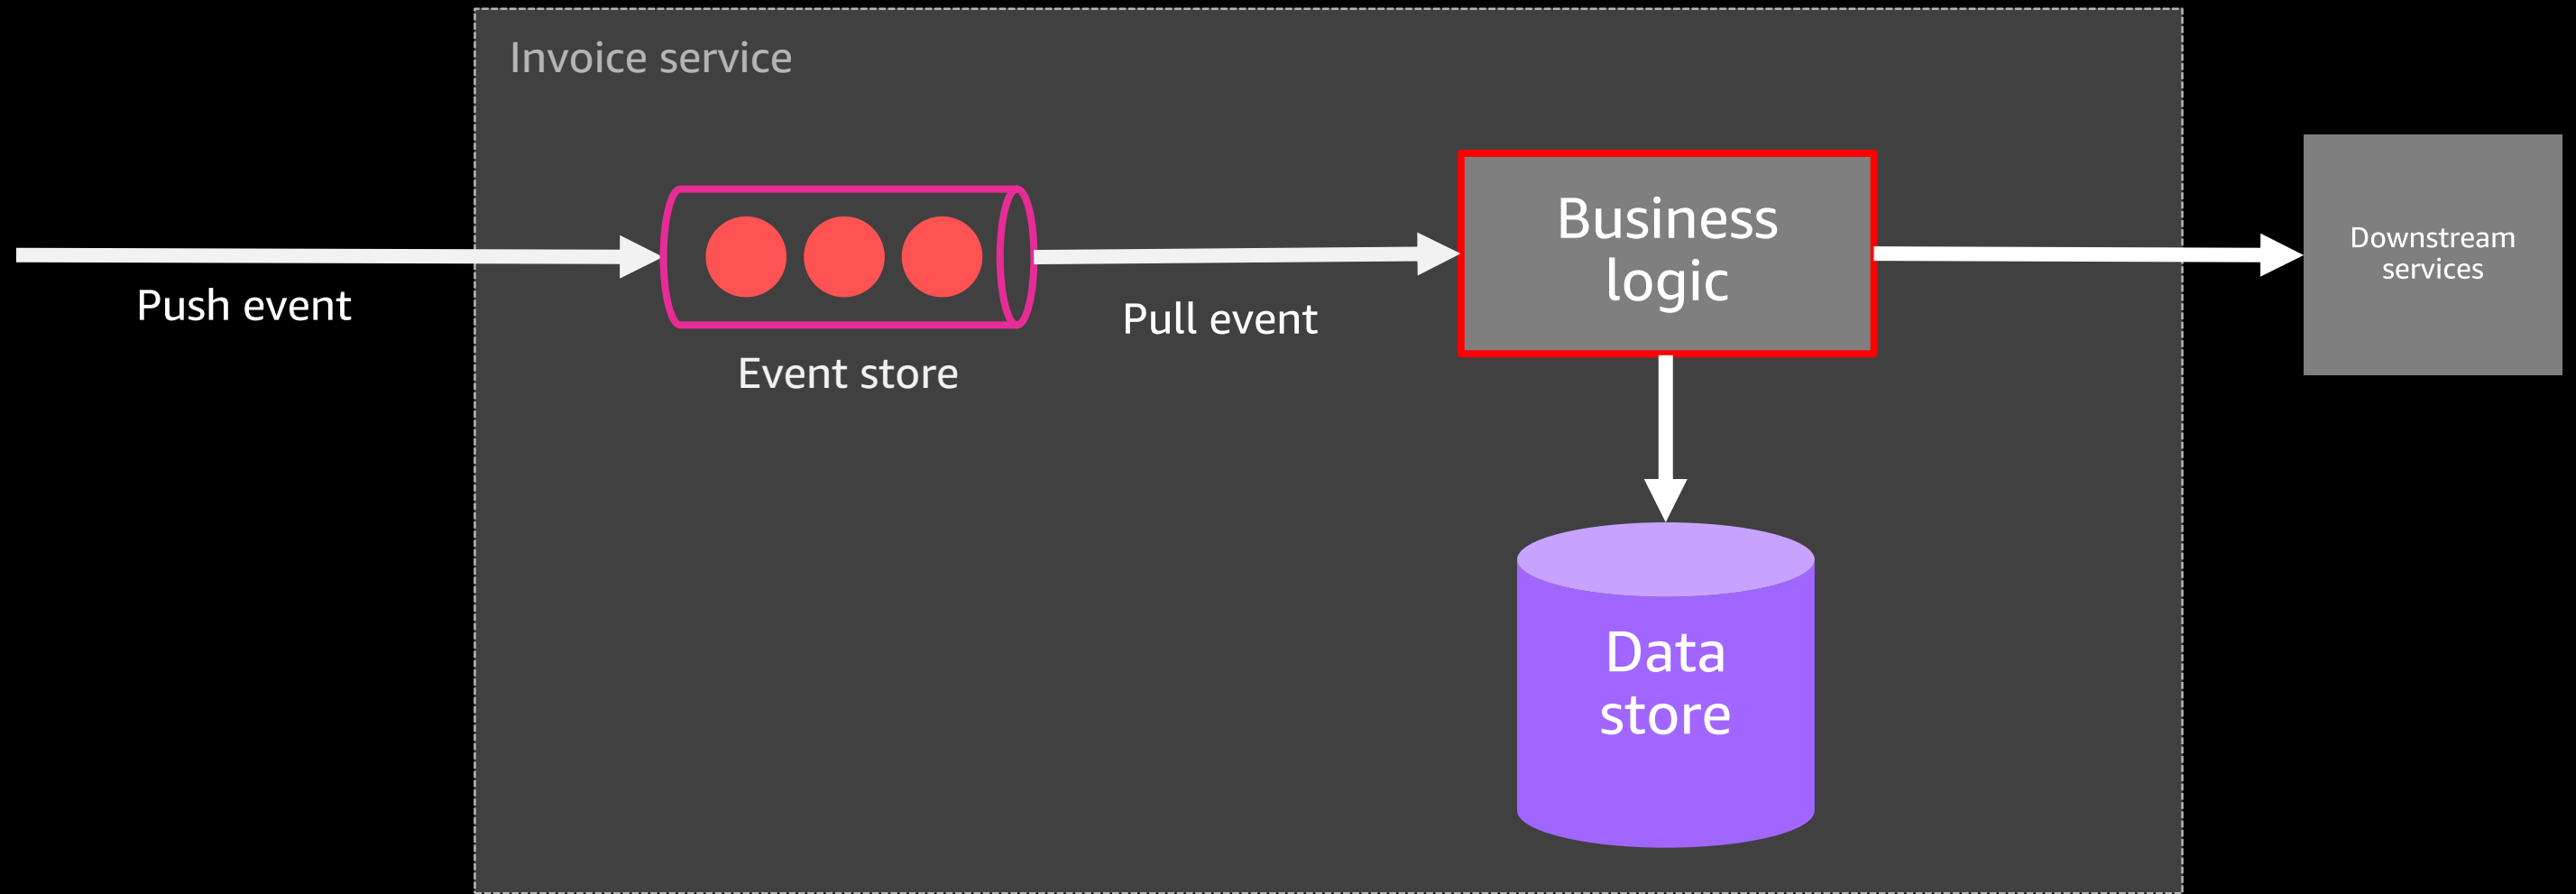 Invoice service
Push event
Event store
Pull event
Business
logic
Downstream
services
Data
store